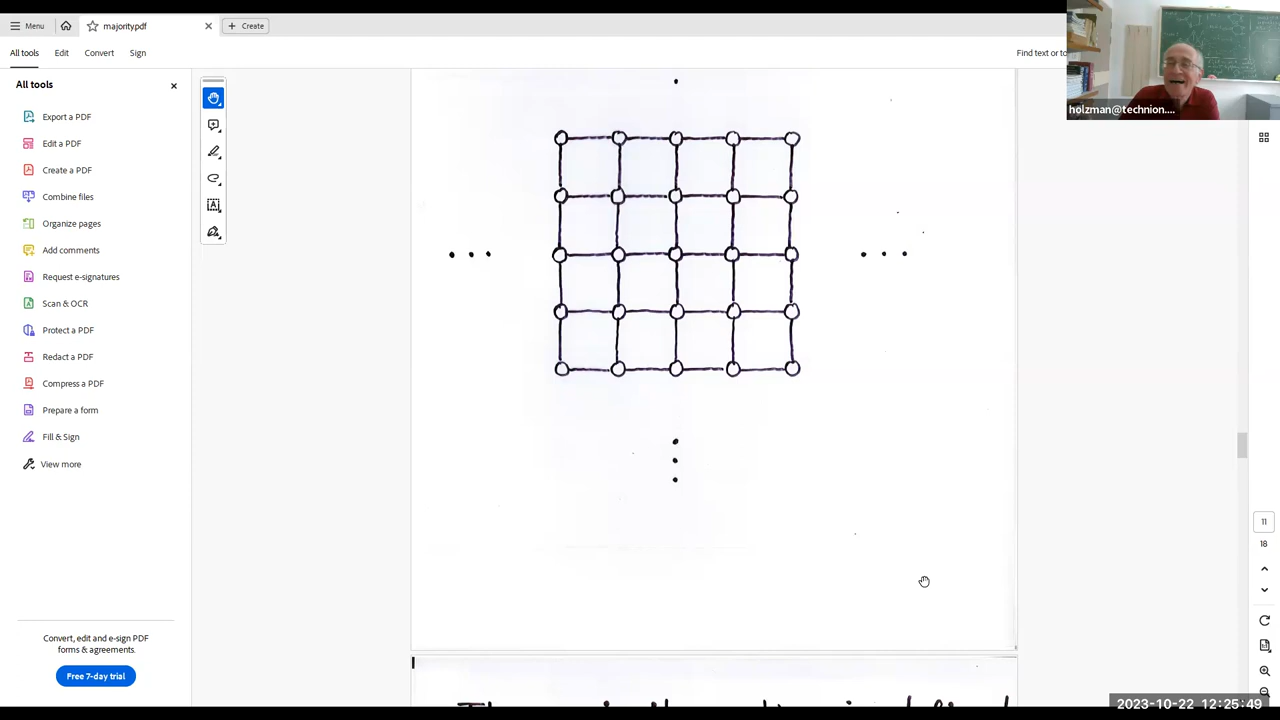 Menu
majority.pdf
Create
All tools
Edit
Convert
Sign
Find text or to
All tools
Export a PDF
Edit a PDF
Create a PDF
Combine files
Organize pages
Add comments
Request e-signatures
Scan & OCR
Protect a PDF
Redact a PDF
Compress a PDF
Prepare a form
Fill & Sign
View more
Convert, edit and e-sign PDF
forms & agreements.
Free 7-day trial
holzman@technion....
11
18
2023-10-22 12:25:49